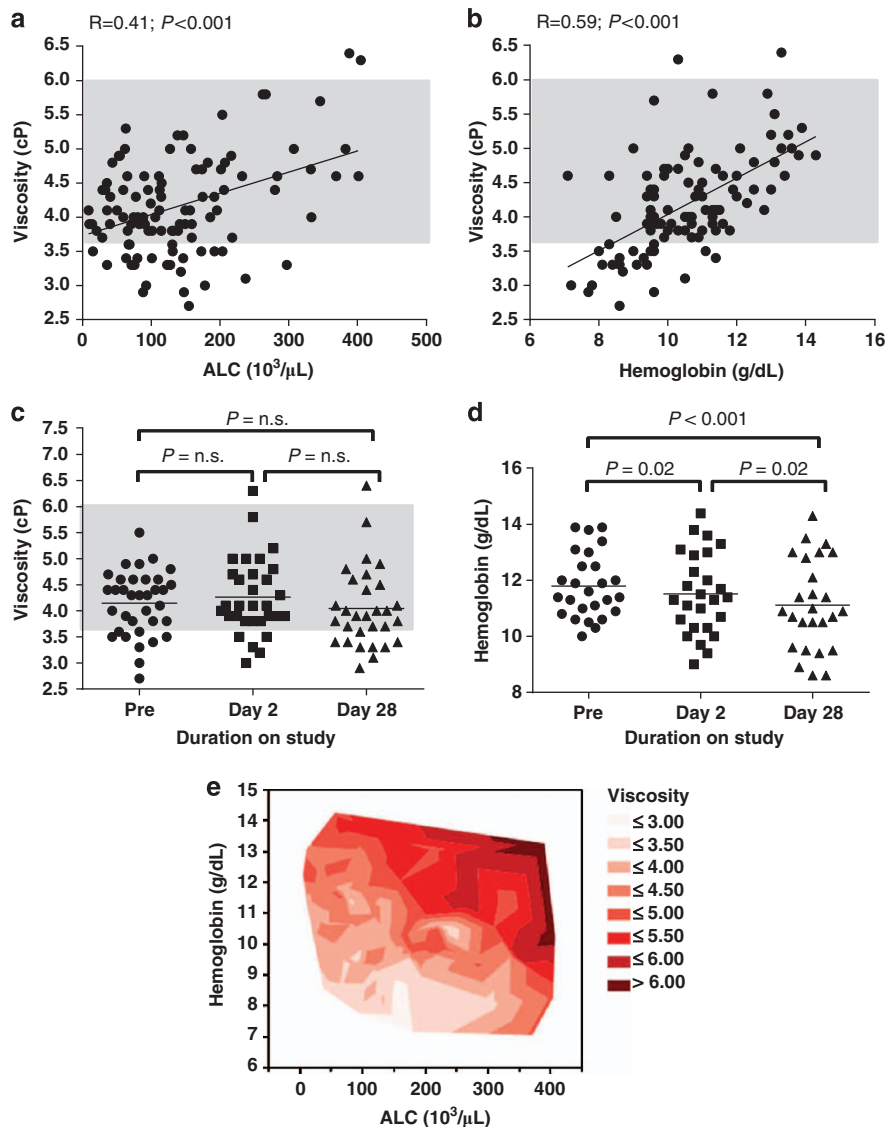 a
R=0.41; P<0.001
6.5
6.0
5.5
5.0
4.5
4.0
3.5
3.0
2.5
Viscosity (cP)
0 100 200 300 400 500
ALC (10³/μL)
b
R=0.59; P<0.001
6.5
6.0
5.5
5.0
4.5
4.0
3.5
3.0
2.5
Viscosity (cP)
6 8 10 12 14 16
Hemoglobin (g/dL)
c
P = n.s.
P = n.s. P = n.s.
7.5
7.0
6.5
6.0
5.5
5.0
4.5
4.0
3.5
3.0
2.5
Viscosity (cP)
Pre Day 2 Day 28
Duration on study
d
P < 0.001
P = 0.02 P = 0.02
16
14
12
10
8
Hemoglobin (g/dL)
Pre Day 2 Day 28
Duration on study
e
15
14
13
12
11
10
9
8
7
6
Hemoglobin (g/dL)
0 100 200 300 400
ALC (10³/μL)
Viscosity
≤ 3.00
≤ 3.50
≤ 4.00
≤ 4.50
≤ 5.00
≤ 5.50
≤ 6.00
> 6.00